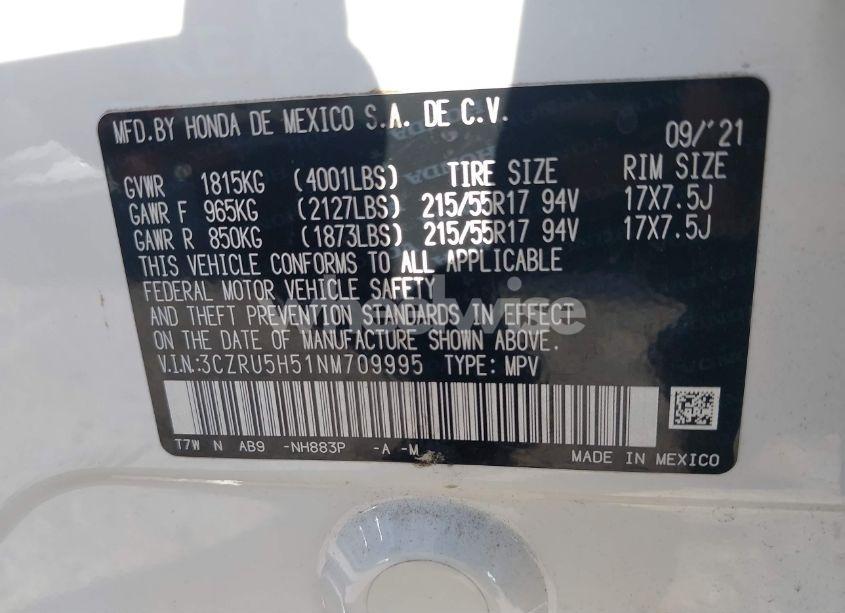 MFD.BY HONDA DE MEXICO S.A. DE C.V. 09/'21
GVWR 1815KG (4001LBS) TIRE SIZE RIM SIZE
GAWR F 965KG (2127LBS) 215/55R17 94V 17X7.5J
GAWR R 850KG (1873LBS) 215/55R17 94V 17X7.5J
THIS VEHICLE CONFORMS TO ALL APPLICABLE
FEDERAL MOTOR VEHICLE SAFETY
AND THEFT PREVENTION STANDARDS IN EFFECT
ON THE DATE OF MANUFACTURE SHOWN ABOVE.
V.I.N.:3CZRU5H51NM709995 TYPE: MPV
T7W N AB9 -NH883P -A -M
MADE IN MEXICO